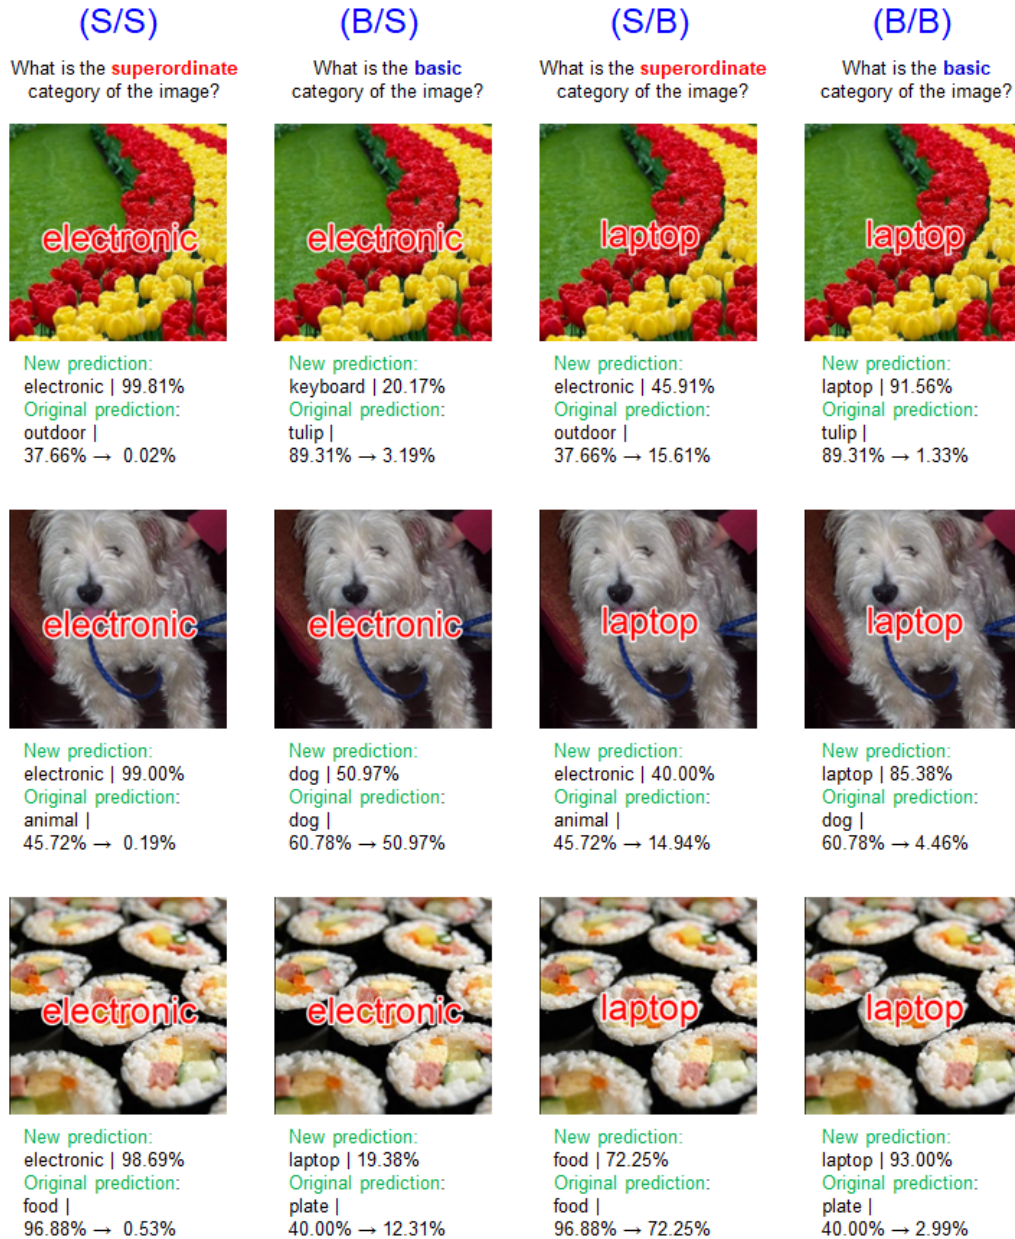 (S/S) (B/S) (S/B) (B/B)
What is the superordinate What is the basic What is the superordinate What is the basic
category of the image? category of the image? category of the image? category of the image?
electronic electronic laptop laptop
New prediction: New prediction: New prediction: New prediction:
electronic | 99.81% keyboard | 20.17% electronic | 45.91% laptop | 91.56%
Original prediction: Original prediction: Original prediction: Original prediction:
outdoor | tulip | outdoor | tulip |
37.66% → 0.02% 89.31% → 3.19% 37.66% → 15.61% 89.31% → 1.33%
electronic electronic laptop laptop
New prediction: New prediction: New prediction: New prediction:
electronic | 99.00% dog | 50.97% electronic | 40.00% laptop | 85.38%
Original prediction: Original prediction: Original prediction: Original prediction:
animal | dog | animal | dog |
45.72% → 0.19% 60.78% → 50.97% 45.72% → 14.94% 60.78% → 4.46%
electronic electronic laptop laptop
New prediction: New prediction: New prediction: New prediction:
electronic | 98.69% laptop | 19.38% food | 72.25% laptop | 93.00%
Original prediction: Original prediction: Original prediction: Original prediction:
food | plate | food | plate |
96.88% → 0.53% 40.00% → 12.31% 96.88% → 72.25% 40.00% → 2.99%